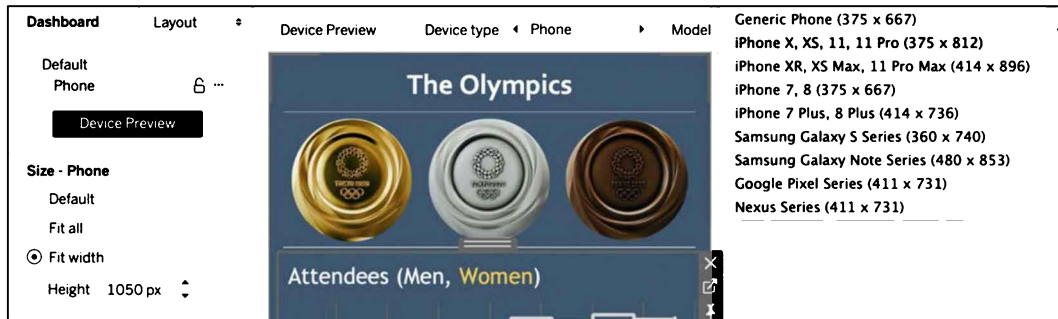 Dashboard Layout
Default
Phone
Device Preview
Size - Phone
Default
Fit all
Fit width
Height 1050 px
Device Preview Device type Phone Model
The Olympics
Attendees (Men, Women)
Generic Phone (375 x 667)
iPhone X, XS, 11, 11 Pro (375 x 812)
iPhone XR, XS Max, 11 Pro Max (414 x 896)
iPhone 7, 8 (375 x 667)
iPhone 7 Plus, 8 Plus (414 x 736)
Samsung Galaxy S Series (360 x 740)
Samsung Galaxy Note Series (480 x 853)
Google Pixel Series (411 x 731)
Nexus Series (411 x 731)